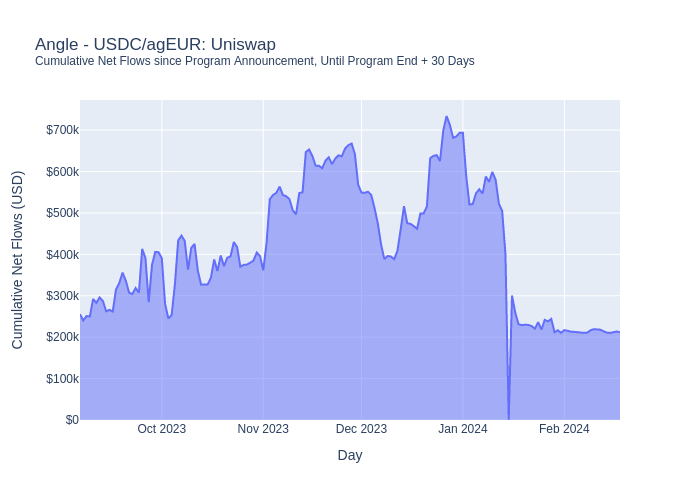 Angle - USDC/agEUR: Uniswap
Cumulative Net Flows since Program Announcement, Until Program End + 30 Days
Cumulative Net Flows (USD)
$700k
$600k
$500k
$400k
$300k
$200k
$100k
$0
Oct 2023
Nov 2023
Dec 2023
Jan 2024
Feb 2024
Day